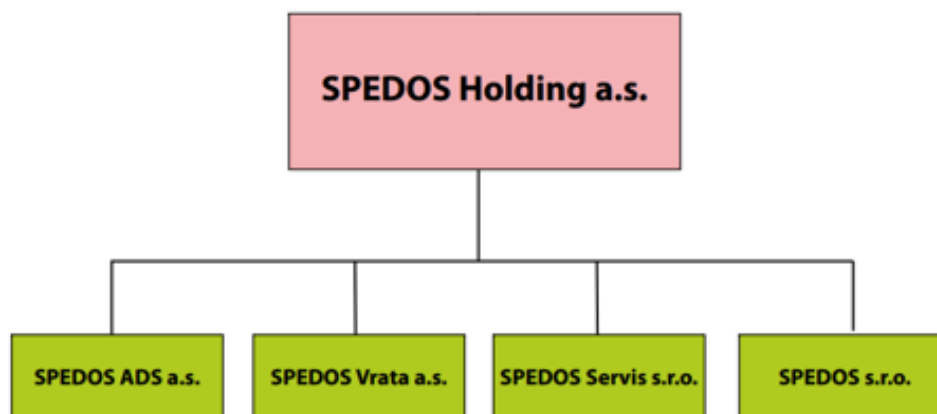 SPEDOS Holding a.s.
SPEDOS ADS a.s.
SPEDOS Vrata a.s.
SPEDOS Servis s.r.o.
SPEDOS s.r.o.